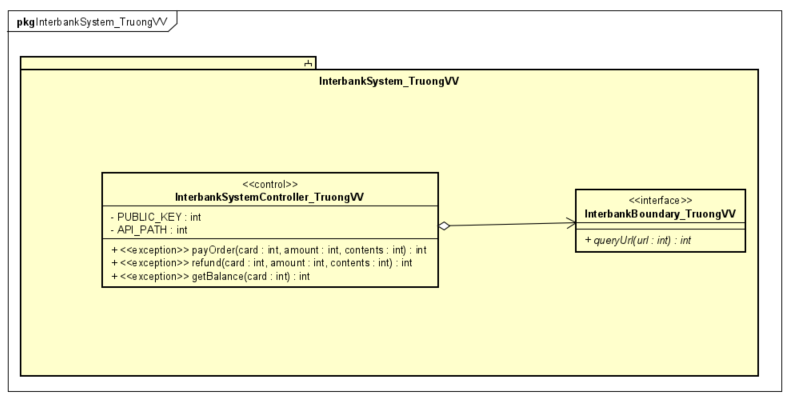 pkg InterbankSystem_TruongVV
InterbankSystem_TruongVV
<<control>>
InterbankSystemController_TruongVV
- PUBLIC_KEY : int
- API_PATH : int
+ <<exception>> payOrder(card : int, amount : int, contents : int) : int
+ <<exception>> refund(card : int, amount : int, contents : int) : int
+ <<exception>> getBalance(card : int) : int
<<interface>>
InterbankBoundary_TruongVV
+ queryUrl(url : int) : int